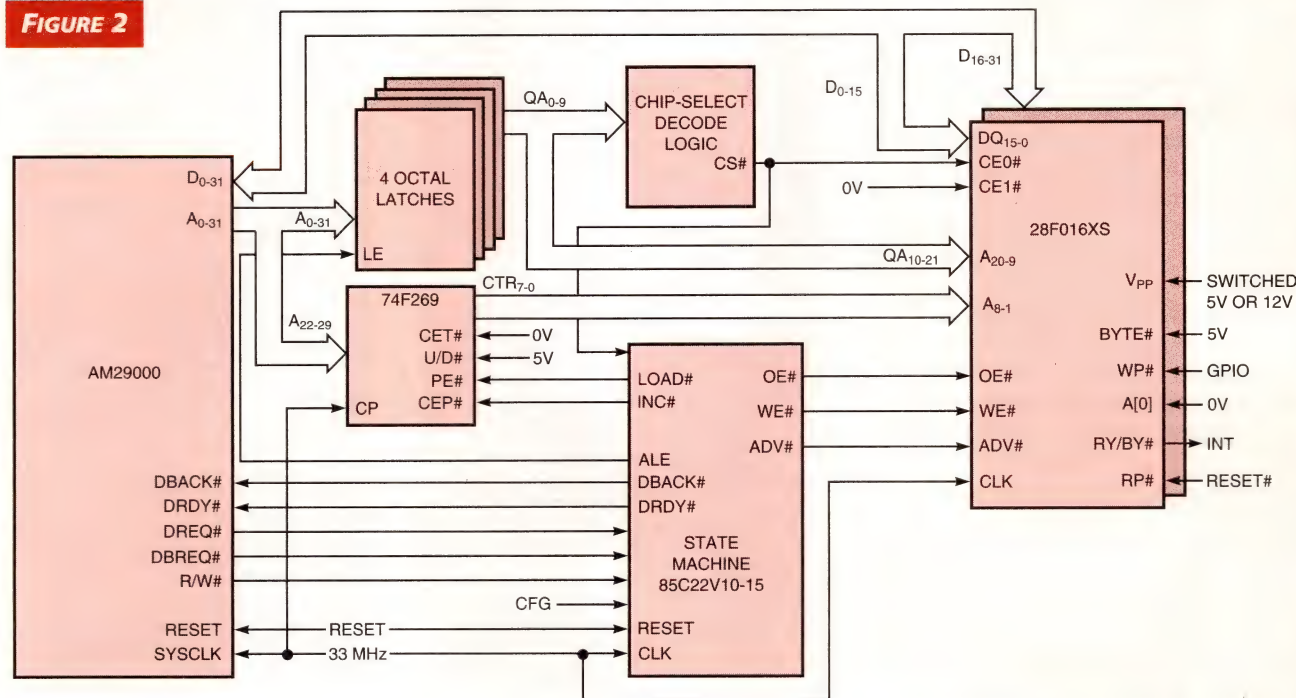 FIGURE 2
D16-31
D0-15
QA0-9
CHIP-SELECT
DECODE
LOGIC
CS#
4 OCTAL
LATCHES
LE
D0-31
A0-31
A0-31
A22-29
AM29000
DBACK#
DRDY#
DREQ#
DBREQ#
R/W#
RESET
SYSCLK
RESET
33 MHz
CTR7-0
74F269
CET#
U/D#
PE#
CEP#
CP
0V
5V
QA10-21
LOAD#
INC#
ALE
DBACK#
DRDY#
OE#
WE#
ADV#
STATE
MACHINE
85C22V10-15
CFG
RESET
CLK
0V
DQ15-0
CE0#
CE1#
28F016XS
A20-9
A8-1
VPP
BYTE#
WP#
A[0]
RY/BY#
RP#
OE#
WE#
ADV#
CLK
SWITCHED
5V OR 12V
5V
GPIO
0V
INT
RESET#